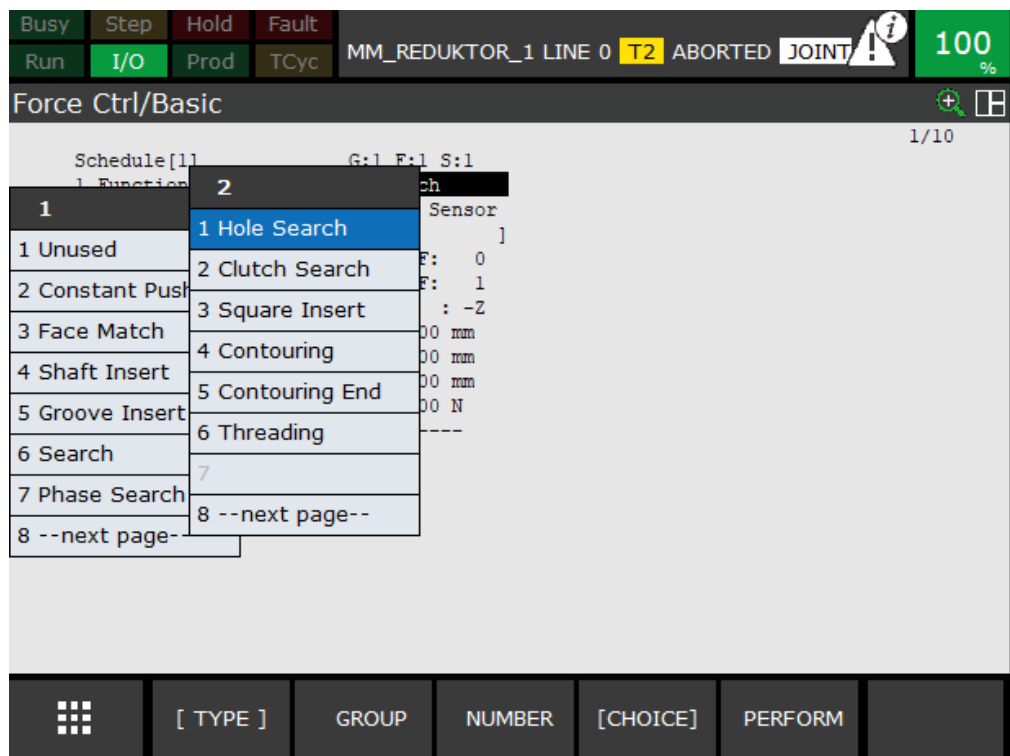 Busy Step Hold Fault
Run I/O Prod TCyc
MM_REDUKTOR_1 LINE 0 T2 ABORTED JOINT
100
%
Force Ctrl/Basic
1/10
Schedule[1] G:1 F:1 S:1
1 Function
Sensor
]
F: 0
F: 1
: -Z
00 mm
00 mm
00 mm
00 N
----
1
1 Unused
2 Constant Push
3 Face Match
4 Shaft Insert
5 Groove Insert
6 Search
7 Phase Search
8 --next page--
2
1 Hole Search
2 Clutch Search
3 Square Insert
4 Contouring
5 Contouring End
6 Threading
7
8 --next page--
[ TYPE ] GROUP NUMBER [CHOICE] PERFORM